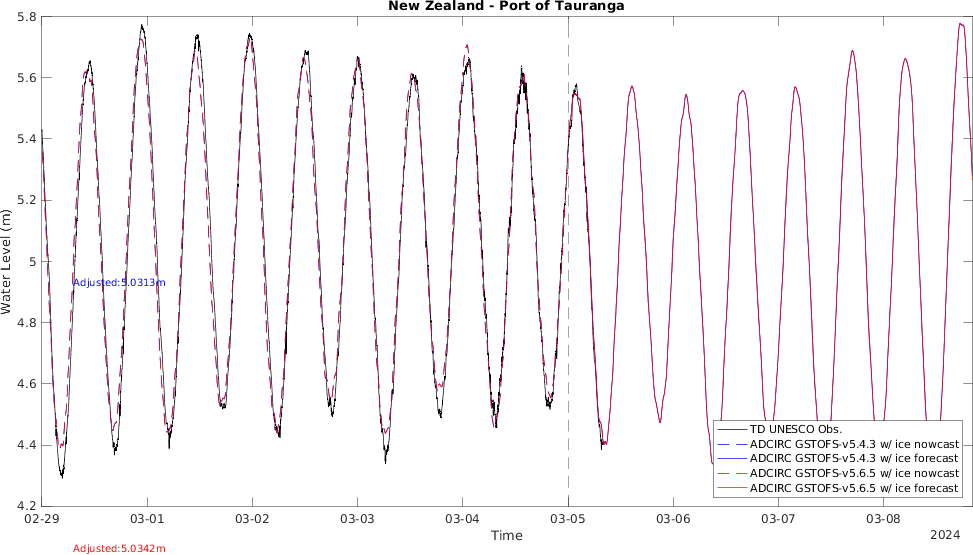 New Zealand - Port of Tauranga
5.8
5.6
5.4
5.2
5
4.8
4.6
4.4
4.2
Water Level (m)
Adjusted:5.0313m
TD UNESCO Obs.
ADCIRC GSTOFS-v5.4.3 w/ ice nowcast
ADCIRC GSTOFS-v5.4.3 w/ ice forecast
ADCIRC GSTOFS-v5.6.5 w/ ice nowcast
ADCIRC GSTOFS-v5.6.5 w/ ice forecast
02-29 03-01 03-02 03-03 03-04 03-05 03-06 03-07 03-08
Time
2024
Adjusted:5.0342m